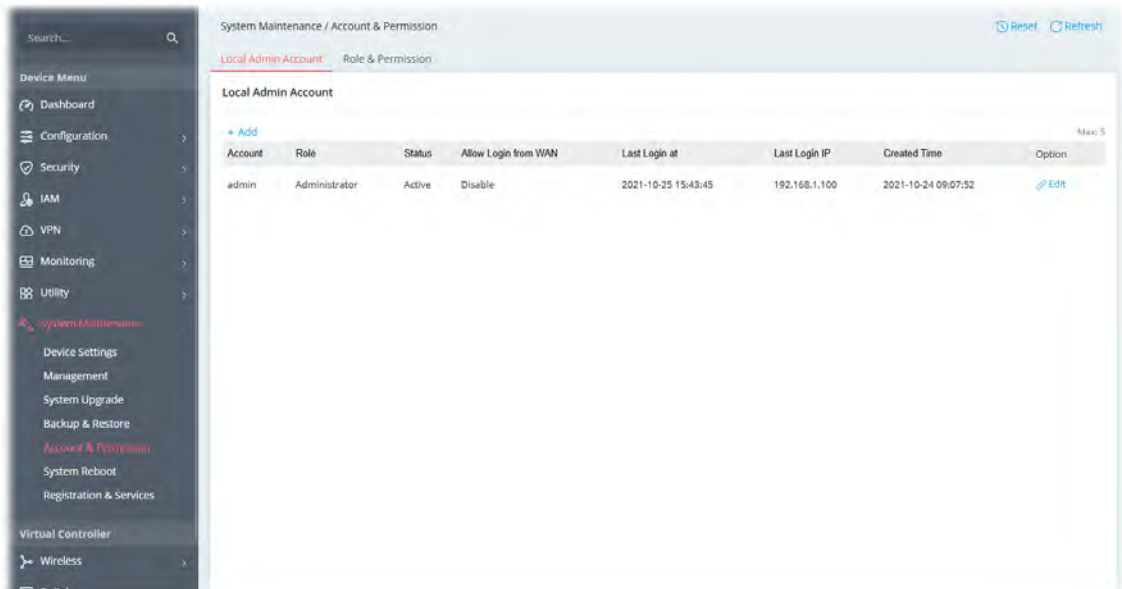 Search...
Device Menu
Dashboard
Configuration
Security
IAM
VPN
Monitoring
Utility
System Maintenance
Device Settings
Management
System Upgrade
Backup & Restore
Account & Permission
System Reboot
Registration & Services
Virtual Controller
Wireless
System Maintenance / Account & Permission
Reset Refresh
Local Admin Account Role & Permission
Local Admin Account
+ Add Max: 5
Account Role Status Allow Login from WAN Last Login at Last Login IP Created Time Option
admin Administrator Active Disable 2021-10-25 15:43:45 192.168.1.100 2021-10-24 09:07:52 Edit